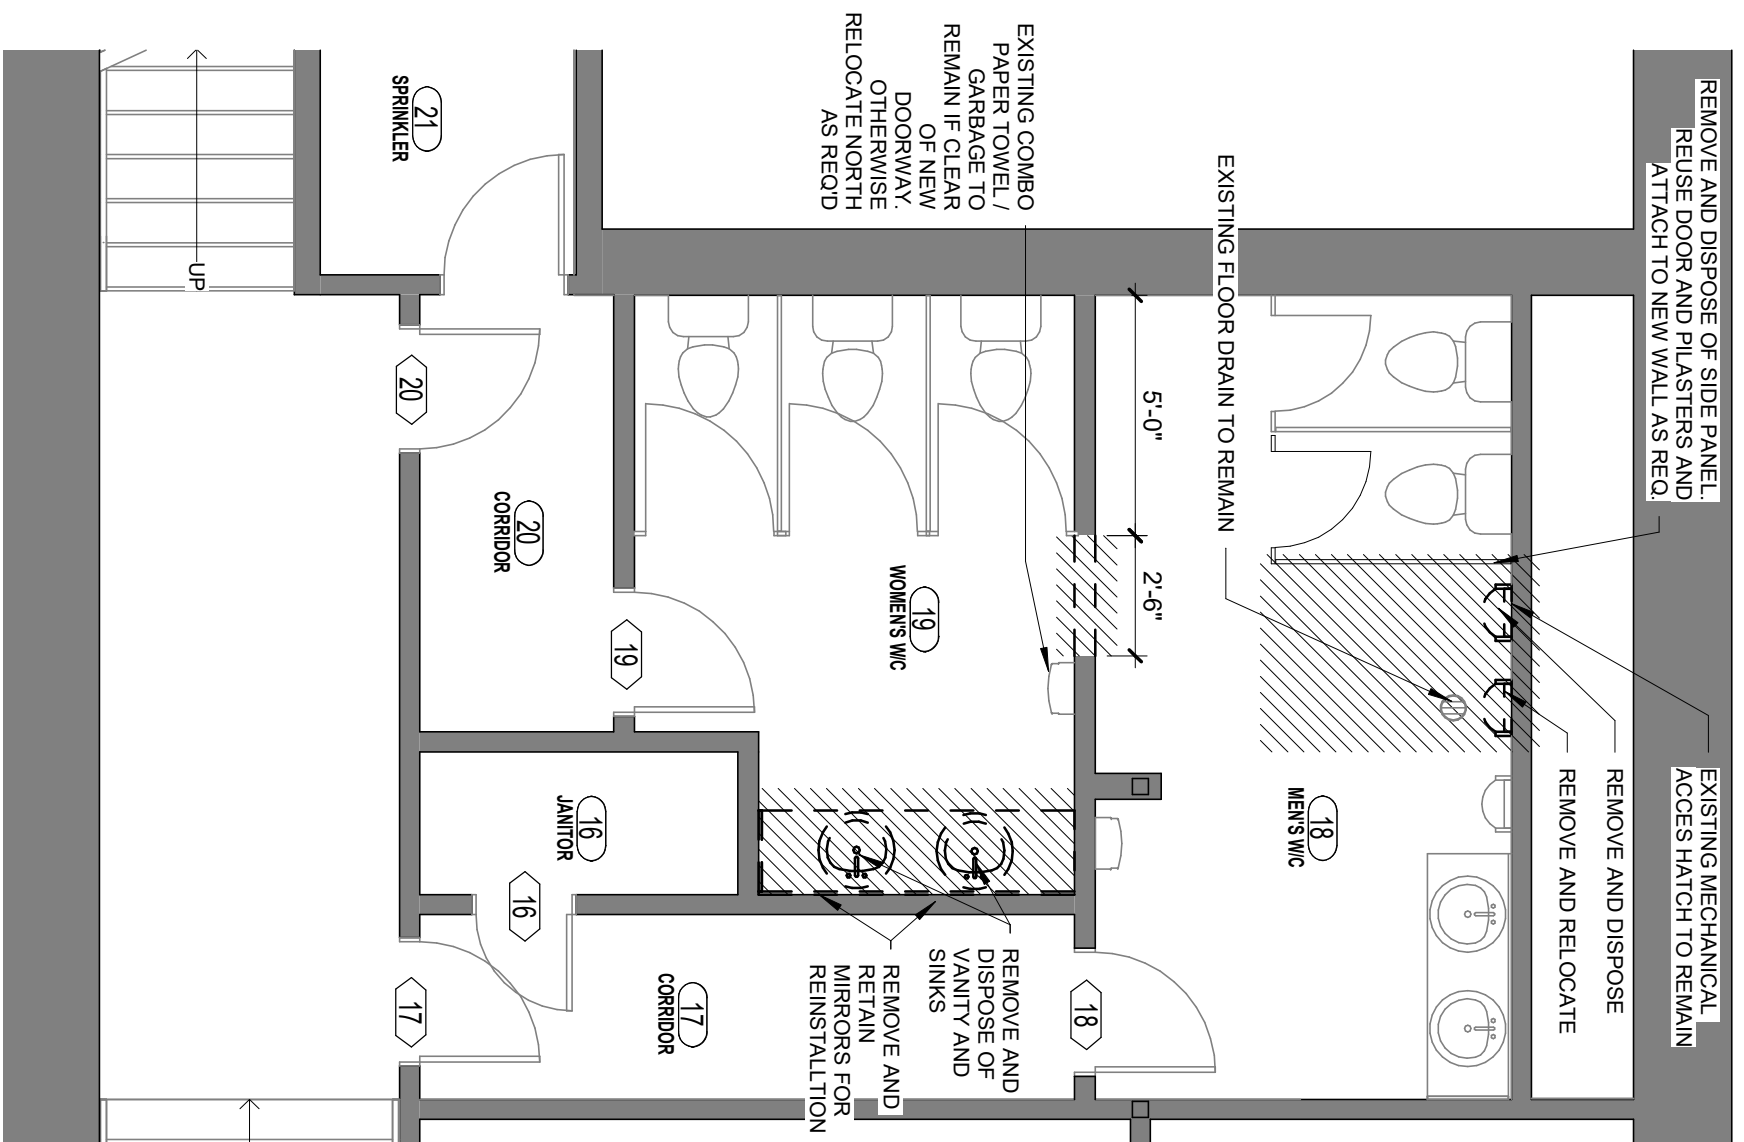 REMOVE AND DISPOSE OF SIDE PANEL.
REUSE DOOR AND PILASTERS AND
ATTACH TO NEW WALL AS REQ.
EXISTING MECHANICAL
ACCES HATCH TO REMAIN
REMOVE AND DISPOSE
REMOVE AND RELOCATE
18
MEN'S W/C
EXISTING FLOOR DRAIN TO REMAIN
5'-0"
2'-6"
18
EXISTING COMBO
PAPER TOWEL /
GARBAGE TO
REMAIN IF CLEAR
OF NEW
DOORWAY.
OTHERWISE
RELOCATE NORTH
AS REQ'D
19
WOMEN'S W/C
REMOVE AND
DISPOSE OF
VANITY AND
SINKS
REMOVE AND
RETAIN
MIRRORS FOR
REINSTALLTION
17
CORRIDOR
19
16
JANITOR
16
20
CORRIDOR
21
SPRINKLER
20
17
UP